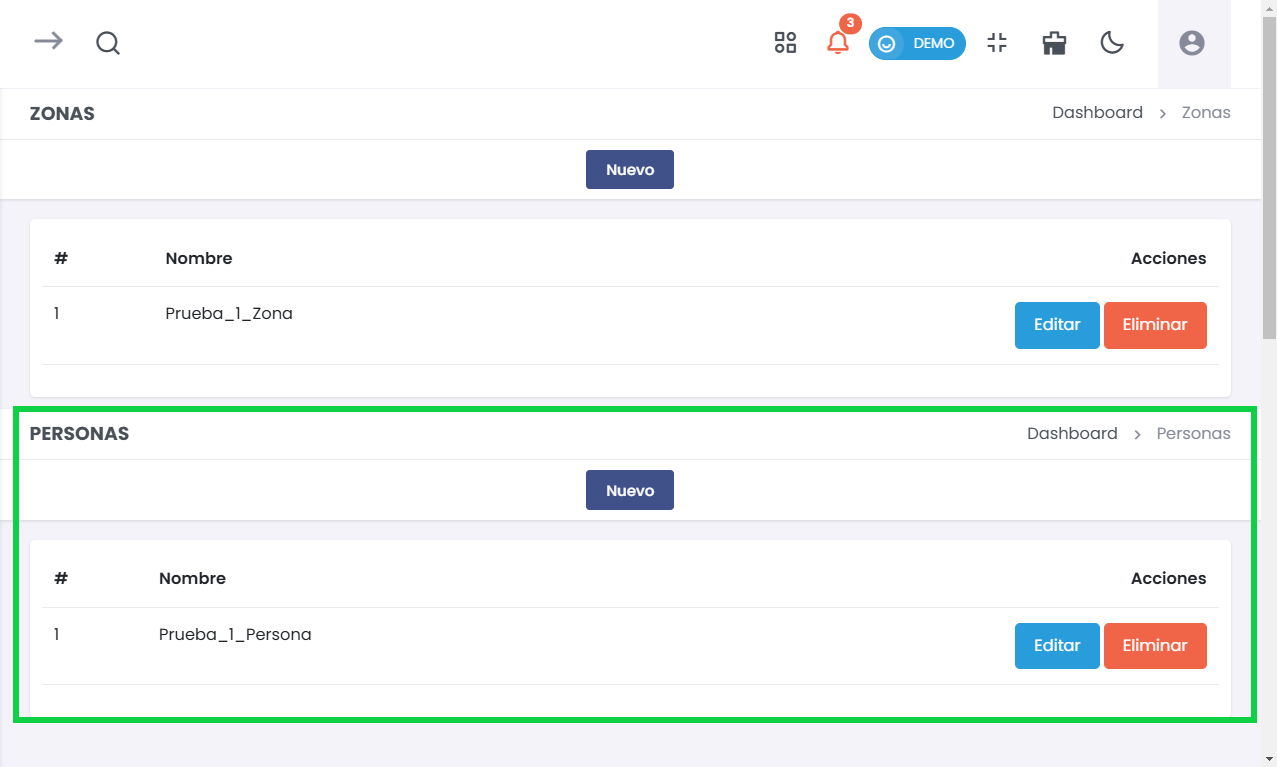 3
DEMO
ZONAS
Dashboard > Zonas
Nuevo
# Nombre Acciones
1 Prueba_1_Zona Editar Eliminar
PERSONAS
Dashboard > Personas
Nuevo
# Nombre Acciones
1 Prueba_1_Persona Editar Eliminar